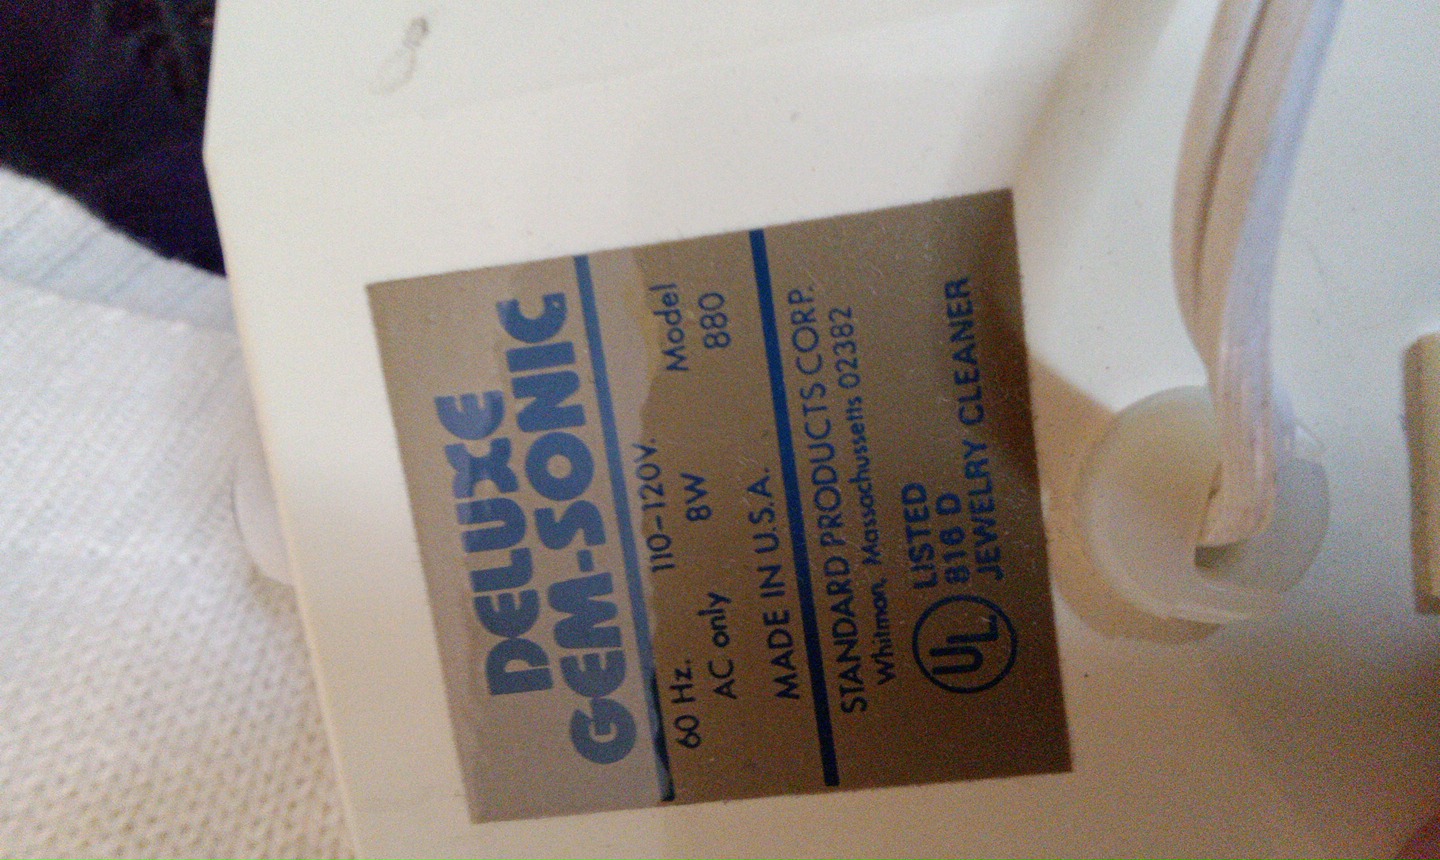 DELUXE
GEM-SONIC
60 Hz. 110-120V. Model
AC only 8W 880
MADE IN U.S.A.
STANDARD PRODUCTS CORP.
Whitman, Massachussetts 02382
UL LISTED
816 D
JEWELRY CLEANER